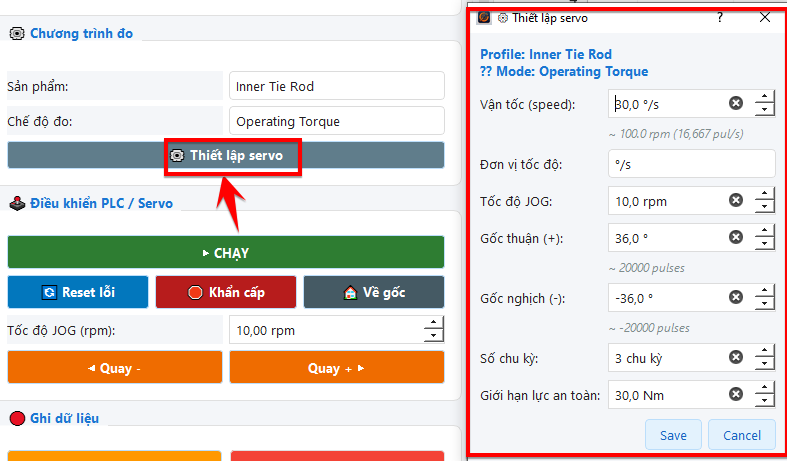 Chương trình đo
Sản phẩm: Inner Tie Rod
Chế độ đo: Operating Torque
Thiết lập servo
Điều khiển PLC / Servo
CHẠY
Reset lỗi Khẩn cấp Về gốc
Tốc độ JOG (rpm): 10,00 rpm
Quay - Quay +
Ghi dữ liệu
Thiết lập servo ?
Profile: Inner Tie Rod
?? Mode: Operating Torque
Vận tốc (speed): 30,0 °/s
~ 100.0 rpm (16,667 pul/s)
Đơn vị tốc độ: °/s
Tốc độ JOG: 10,0 rpm
Gốc thuận (+): 36,0 °
~ 20000 pulses
Gốc nghịch (-): -36,0 °
~ -20000 pulses
Số chu kỳ: 3 chu kỳ
Giới hạn lực an toàn: 30,0 Nm
Save Cancel